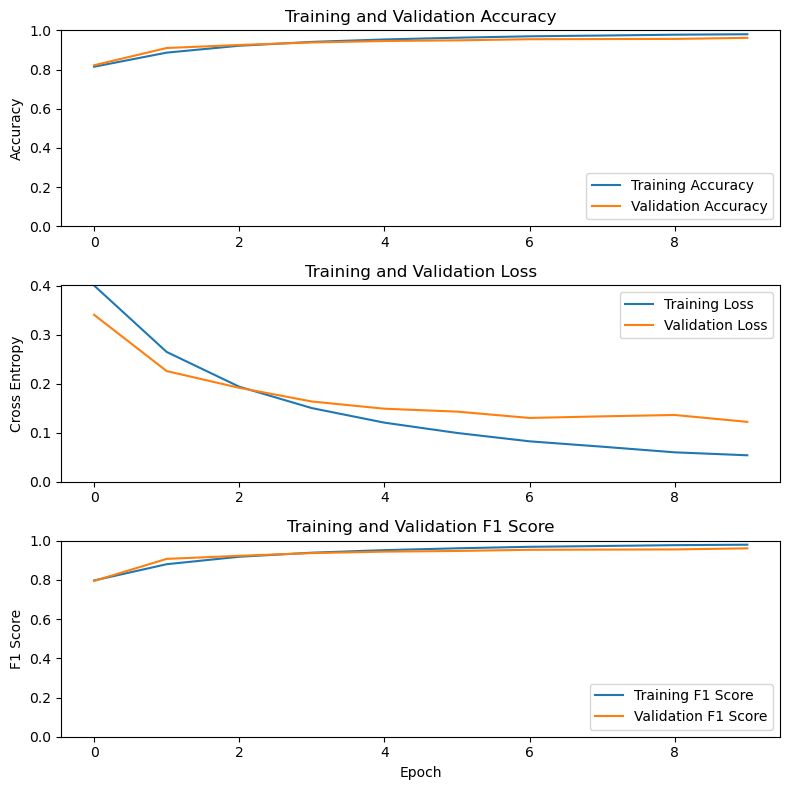 Training and Validation Accuracy
1.0
0.8
0.6
0.4
0.2
0.0
Accuracy
Training Accuracy
Validation Accuracy
0 2 4 6 8
Training and Validation Loss
0.4
0.3
0.2
0.1
0.0
Cross Entropy
Training Loss
Validation Loss
0 2 4 6 8
Training and Validation F1 Score
1.0
0.8
0.6
0.4
0.2
0.0
F1 Score
Training F1 Score
Validation F1 Score
0 2 4 6 8
Epoch